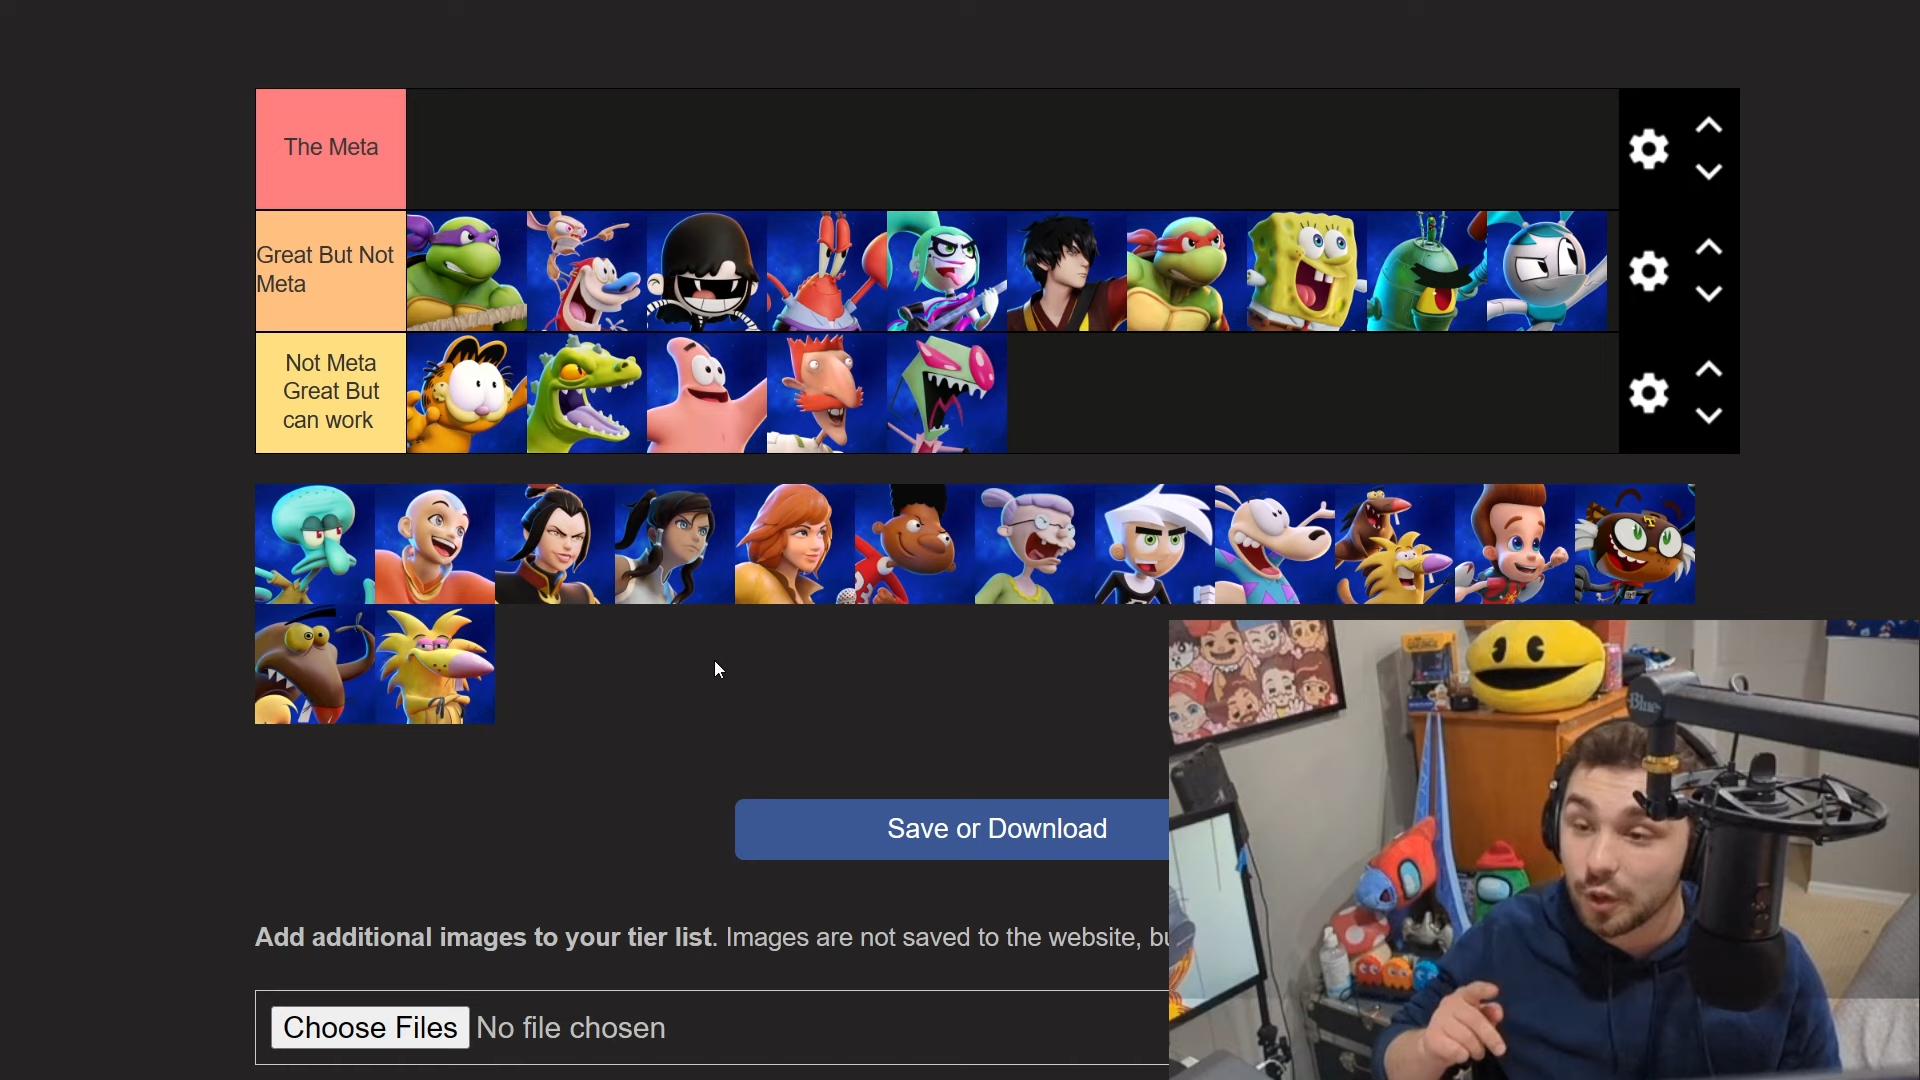 The Meta
Great But Not
Meta
Not Meta
Great But
can work
Save or Download
Add additional images to your tier list. Images are not saved to the website, bu
Choose Files No file chosen
Blue